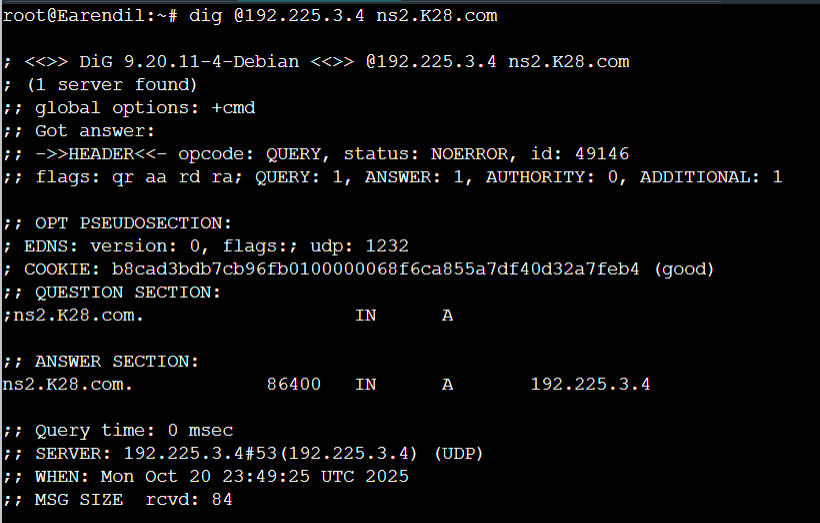 root@Earendil:~# dig @192.225.3.4 ns2.K28.com
; <<>> DiG 9.20.11-4-Debian <<>> @192.225.3.4 ns2.K28.com
; (1 server found)
;; global options: +cmd
;; Got answer:
;; ->>HEADER<<- opcode: QUERY, status: NOERROR, id: 49146
;; flags: qr aa rd ra; QUERY: 1, ANSWER: 1, AUTHORITY: 0, ADDITIONAL: 1
;; OPT PSEUDOSECTION:
; EDNS: version: 0, flags:; udp: 1232
; COOKIE: b8cad3bdb7cb96fb0100000068f6ca855a7df40d32a7feb4 (good)
;; QUESTION SECTION:
;ns2.K28.com. IN A
;; ANSWER SECTION:
ns2.K28.com. 86400 IN A 192.225.3.4
;; Query time: 0 msec
;; SERVER: 192.225.3.4#53(192.225.3.4) (UDP)
;; WHEN: Mon Oct 20 23:49:25 UTC 2025
;; MSG SIZE rcvd: 84